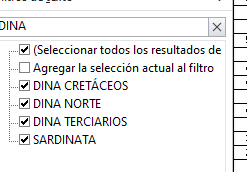 DINA
(Seleccionar todos los resultados de
Agregar la selección actual al filtro
DINA CRETÁCEOS
DINA NORTE
DINA TERCIARIOS
SARDINATA